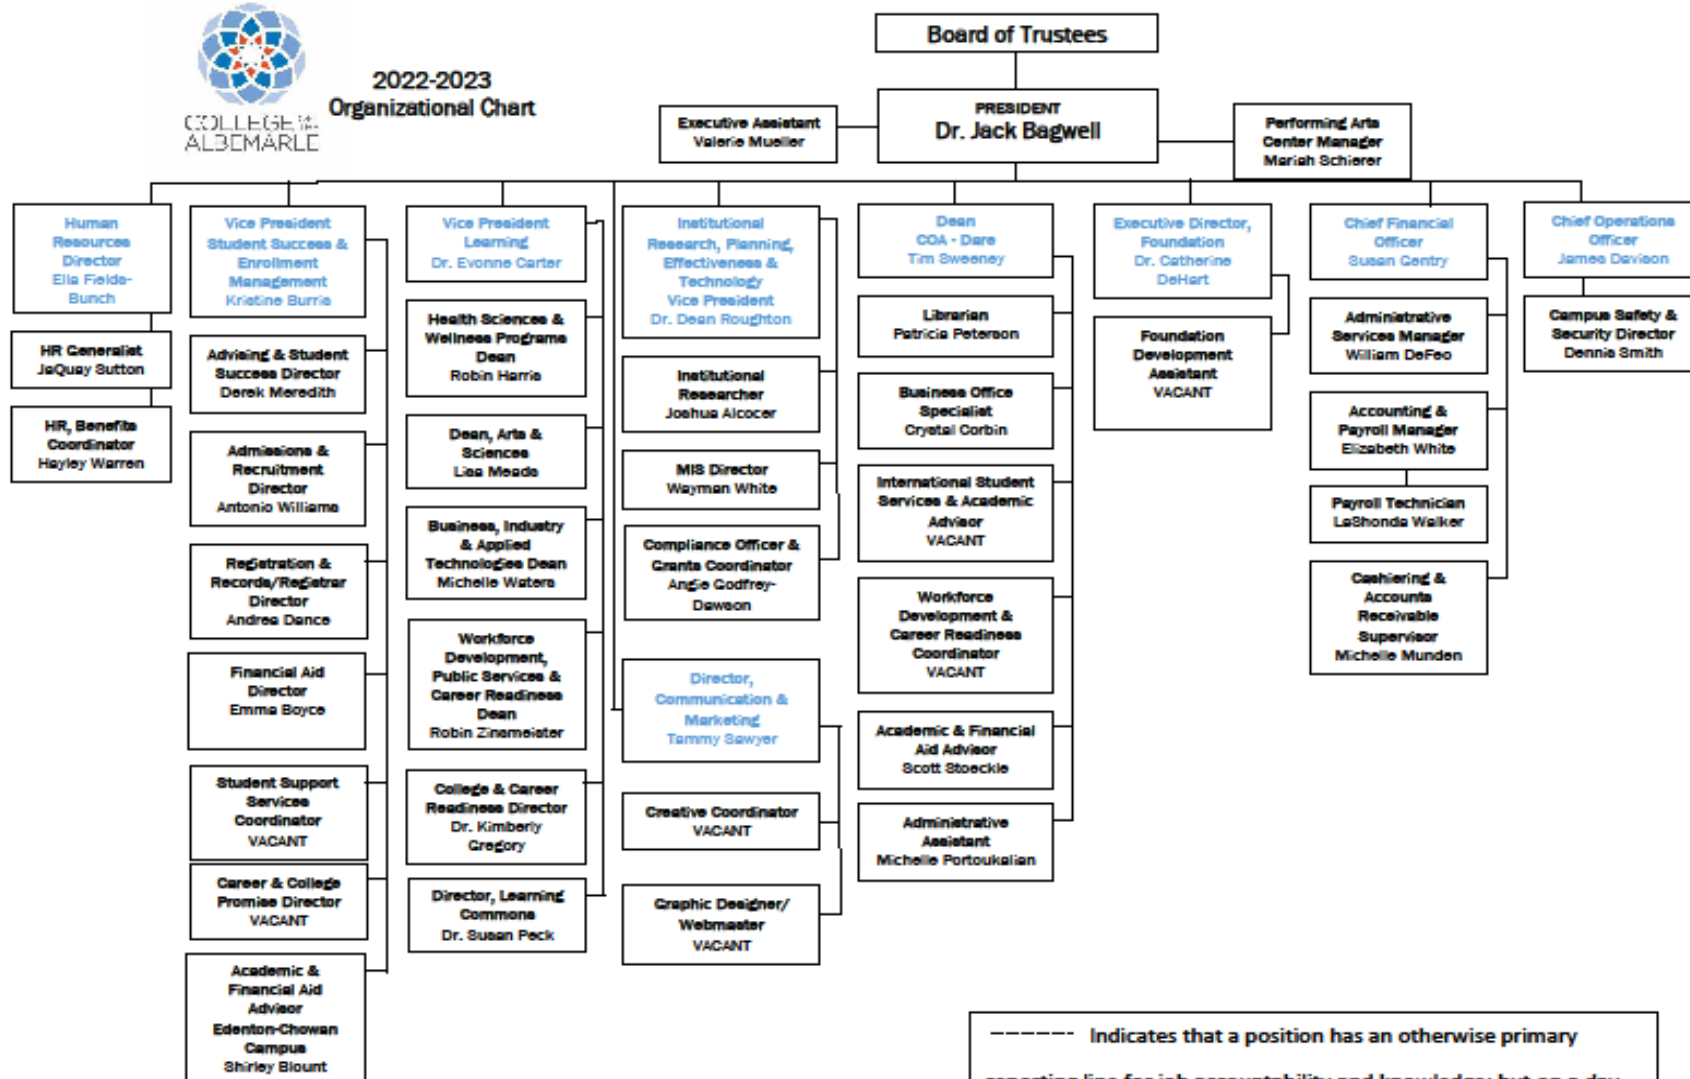 COLLEGE OF THE
ALBEMARLE
2022-2023
Organizational Chart
Board of Trustees
PRESIDENT
Dr. Jack Bagwell
Executive Assistant
Valerie Mueller
Performing Arts
Center Manager
Mariah Schierer
Human
Resources
Director
Ella Fields-
Bunch
HR Generalist
JaQuay Sutton
HR, Benefits
Coordinator
Hayley Warren
Vice President
Student Success &
Enrollment
Management
Kristine Burris
Advising & Student
Success Director
Derek Meredith
Admissions &
Recruitment
Director
Antonio Williams
Registration &
Records/Registrar
Director
Andrea Dance
Financial Aid
Director
Emma Boyce
Student Support
Services
Coordinator
VACANT
Career & College
Promise Director
VACANT
Academic &
Financial Aid
Advisor
Edenton-Chowan
Campus
Shirley Blount
Vice President
Learning
Dr. Evonne Carter
Health Sciences &
Wellness Programs
Dean
Robin Harris
Dean, Arts &
Sciences
Lisa Meads
Business, Industry
& Applied
Technologies Dean
Michelle Waters
Workforce
Development,
Public Services &
Career Readiness
Dean
Robin Zinsmeister
College & Career
Readiness Director
Dr. Kimberly
Gregory
Director, Learning
Commons
Dr. Susan Peck
Institutional
Research, Planning,
Effectiveness &
Technology
Vice President
Dr. Dean Roughton
Institutional
Researcher
Joshua Alcocer
MIS Director
Wayman White
Compliance Officer &
Grants Coordinator
Angie Godfrey-
Dawson
Director,
Communication &
Marketing
Tammy Sawyer
Creative Coordinator
VACANT
Graphic Designer/
Webmaster
VACANT
Dean
COA - Dare
Tim Sweeney
Librarian
Patricia Peterson
Business Office
Specialist
Crystal Corbin
International Student
Services & Academic
Advisor
VACANT
Workforce
Development &
Career Readiness
Coordinator
VACANT
Academic & Financial
Aid Advisor
Scott Stoeckle
Administrative
Assistant
Michelle Portoukalian
Executive Director,
Foundation
Dr. Catherine
DeHart
Foundation
Development
Assistant
VACANT
Chief Financial
Officer
Susan Gentry
Administrative
Services Manager
William DeFeo
Accounting &
Payroll Manager
Elizabeth White
Payroll Technician
LaShonda Walker
Cashiering &
Accounts
Receivable
Supervisor
Michelle Munden
Chief Operations
Officer
James Davison
Campus Safety &
Security Director
Dennis Smith
------- Indicates that a position has an otherwise primary
reporting line for job accountability and knowledge; but on a day